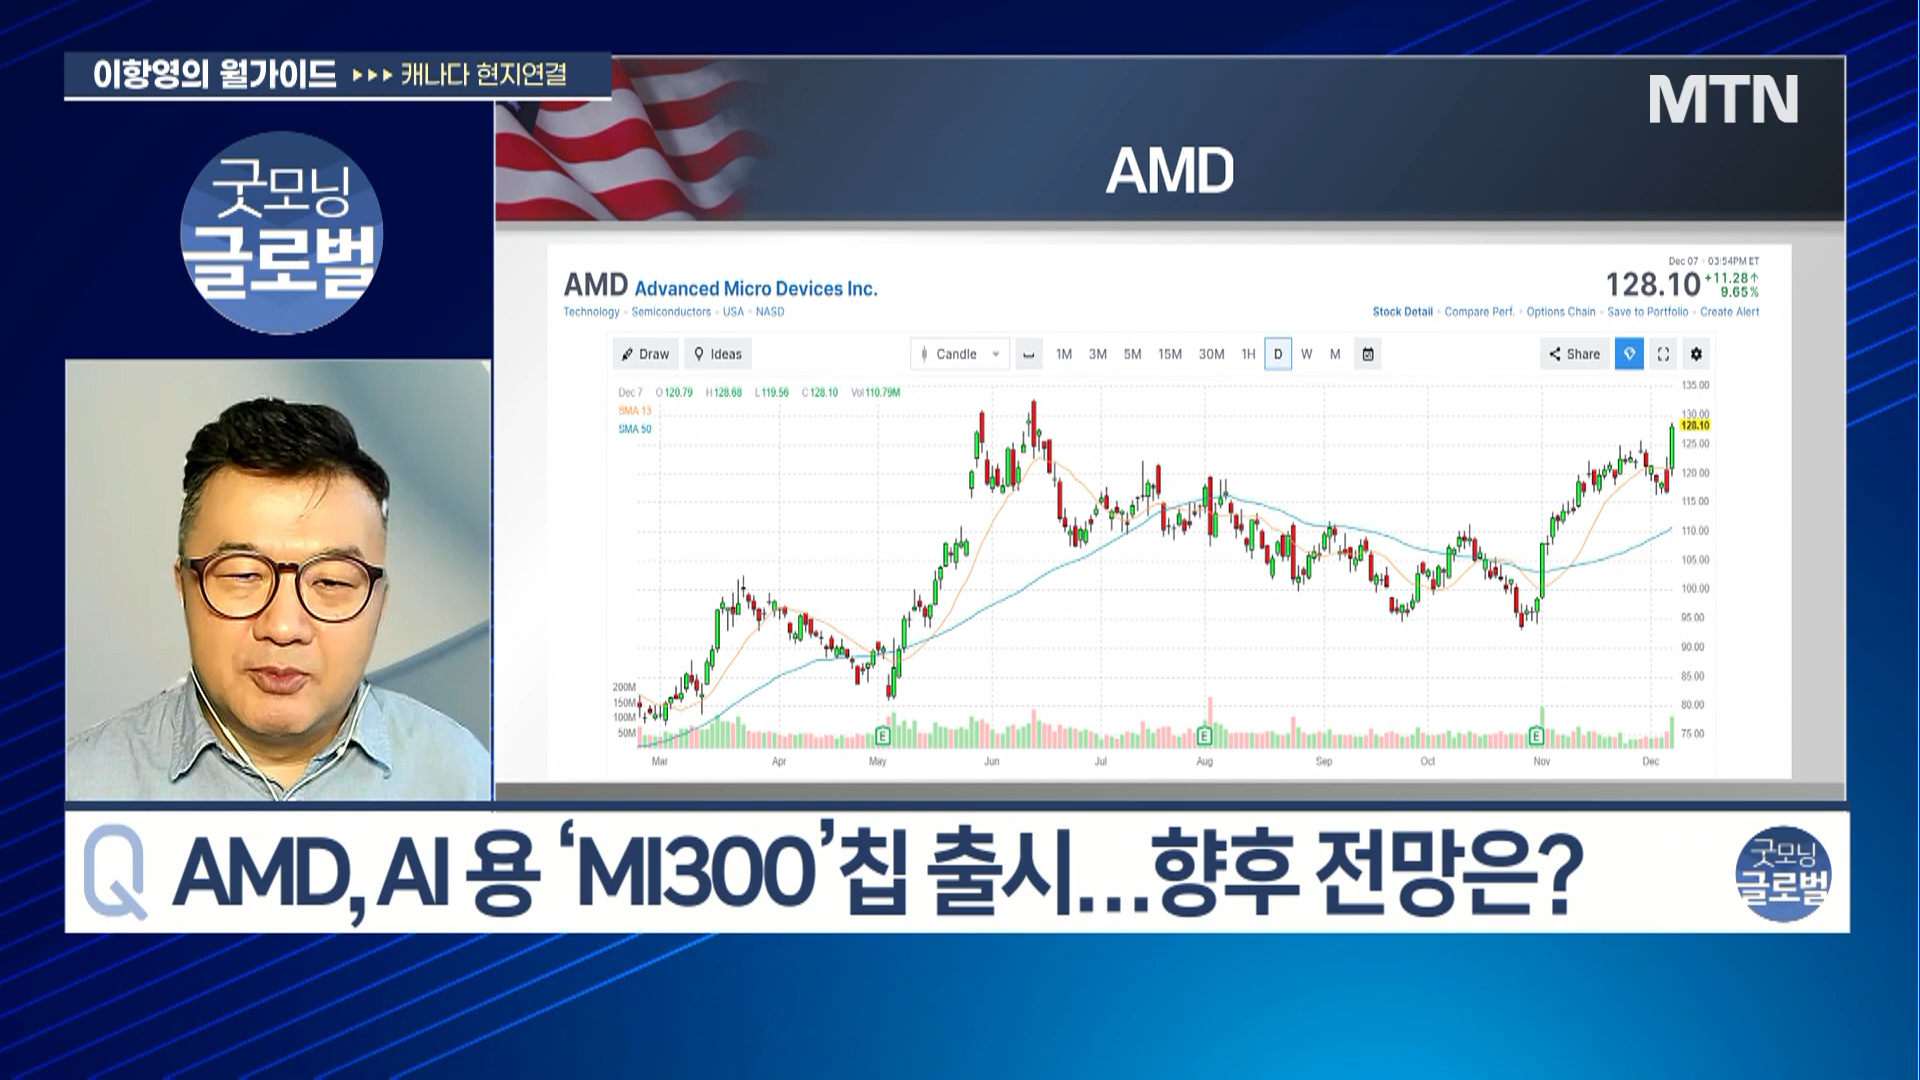 이항영의 월가이드 ▶▶▶ 캐나다 현지연결
MTN
굿모닝
글로벌
AMD
AMD Advanced Micro Devices Inc.
Technology • Semiconductors • USA • NASD
Dec 07 • 03:54PM ET
128.10 +11.28↑
9.65%
Stock Detail • Compare Perf. • Options Chain • Save to Portfolio • Create Alert
Draw Ideas Candle 1M 3M 5M 15M 30M 1H D W M Share
Dec 7 O 120.79 H 128.68 L 119.56 C 128.10 Vol 110.79M
SMA 13
SMA 50
135.00
130.00
128.10
125.00
120.00
115.00
110.00
105.00
100.00
95.00
90.00
85.00
80.00
75.00
200M
150M
100M
50M
E E E
Mar Apr May Jun Jul Aug Sep Oct Nov Dec
Q AMD, AI 용 ‘MI300’칩 출시...향후 전망은?
굿모닝
글로벌